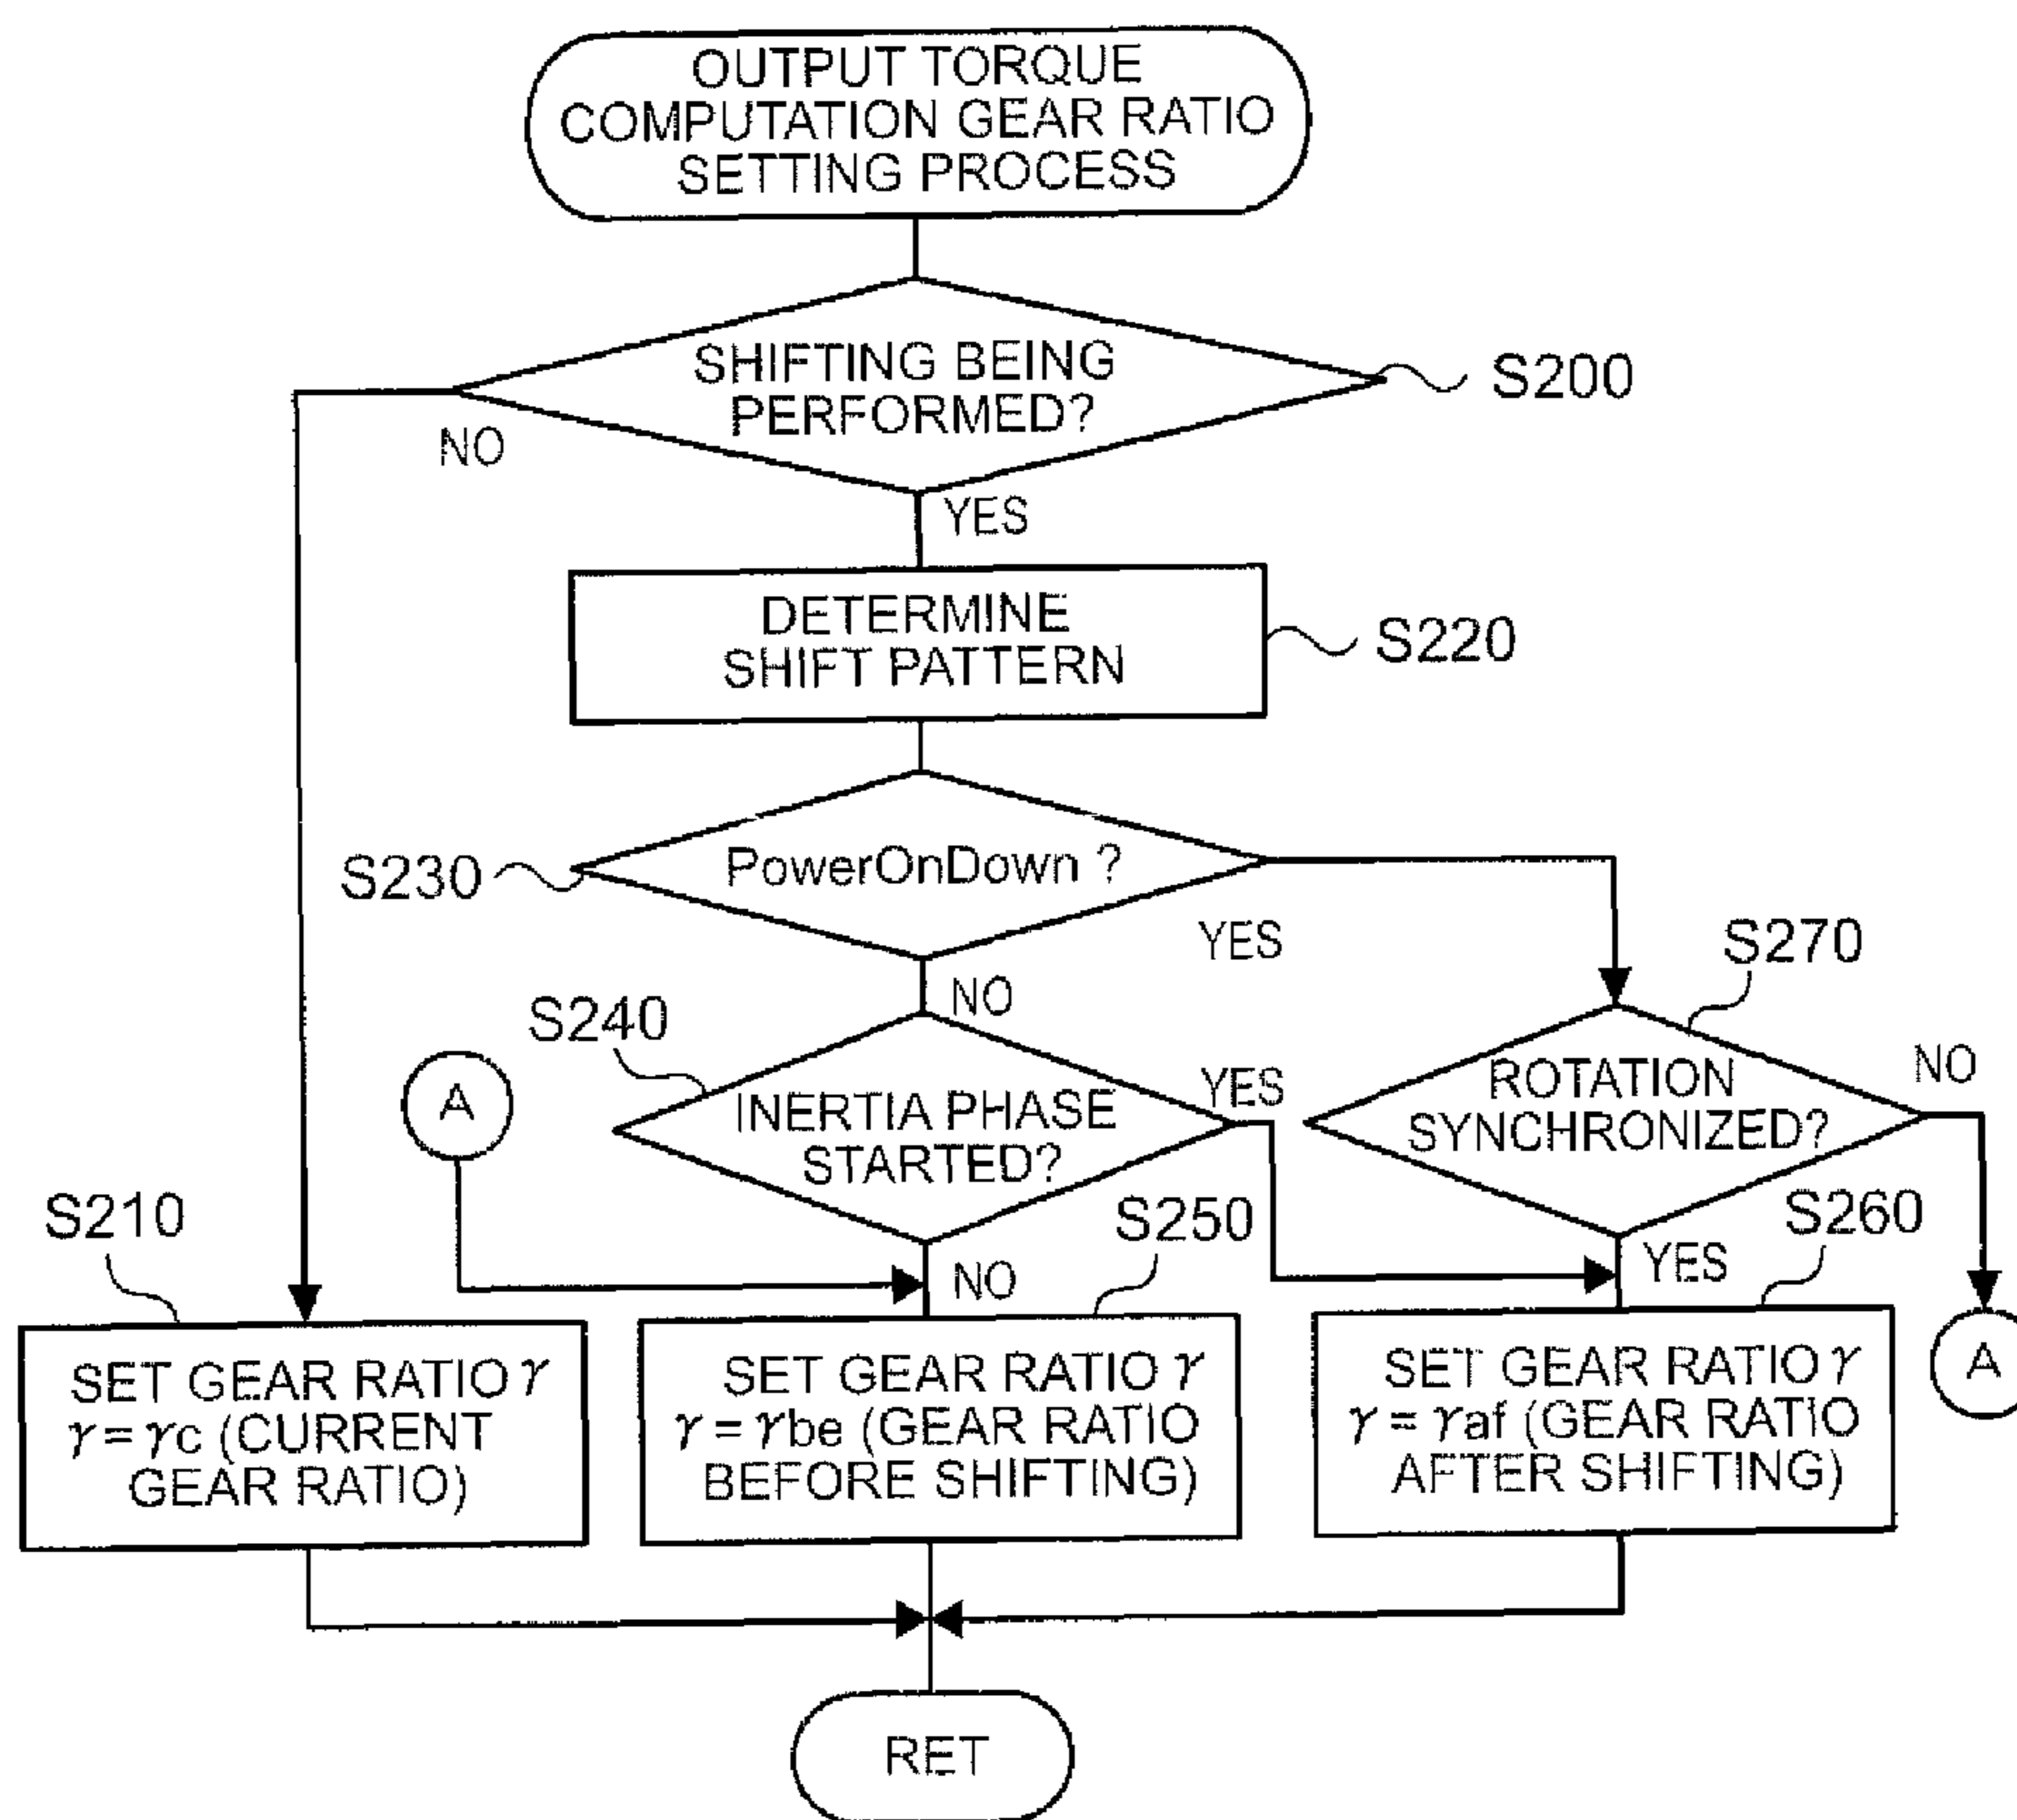 OUTPUT TORQUE
COMPUTATION GEAR RATIO
SETTING PROCESS
SHIFTING BEING
PERFORMED?
S200
NO
YES
DETERMINE
SHIFT PATTERN
S220
S230
PowerOnDown ?
YES
NO
S270
S240
INERTIA PHASE
STARTED?
YES
NO
ROTATION
SYNCHRONIZED?
NO
YES
A
S210
S250
S260
SET GEAR RATIO γ
γ = γc (CURRENT
GEAR RATIO)
SET GEAR RATIO γ
γ = γbe (GEAR RATIO
BEFORE SHIFTING)
SET GEAR RATIO γ
γ = γaf (GEAR RATIO
AFTER SHIFTING)
A
RET